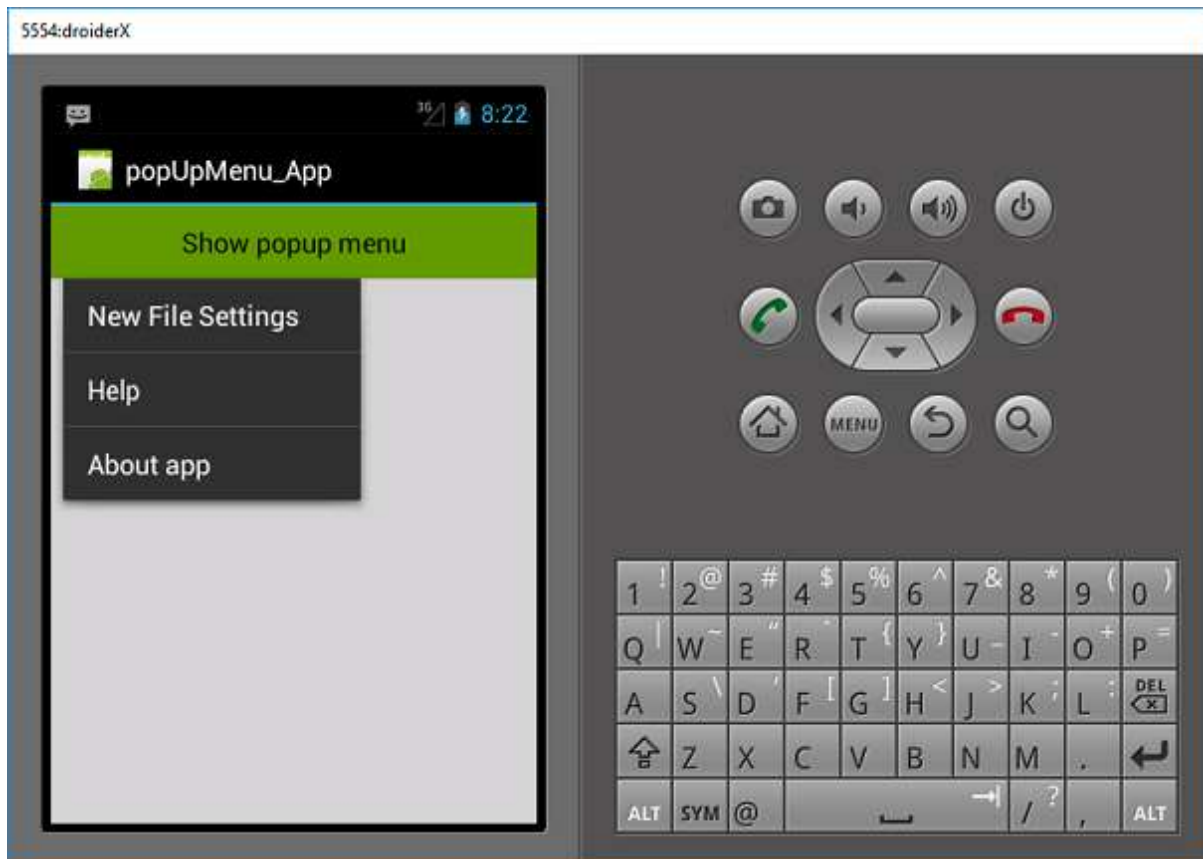 5554:droiderX
3G 8:22
popUpMenu_App
Show popup menu
New File Settings
Help
About app
MENU
1 ! 2 @ 3 # 4 $ 5 % 6 ^ 7 & 8 * 9 ( 0 )
Q | W ~ E " R ` T { Y } U _ I - O + P =
A S \ D ' F [ G ] H < J > K ; L : DEL
Z X C V B N M .
ALT SYM @ / ? , ALT